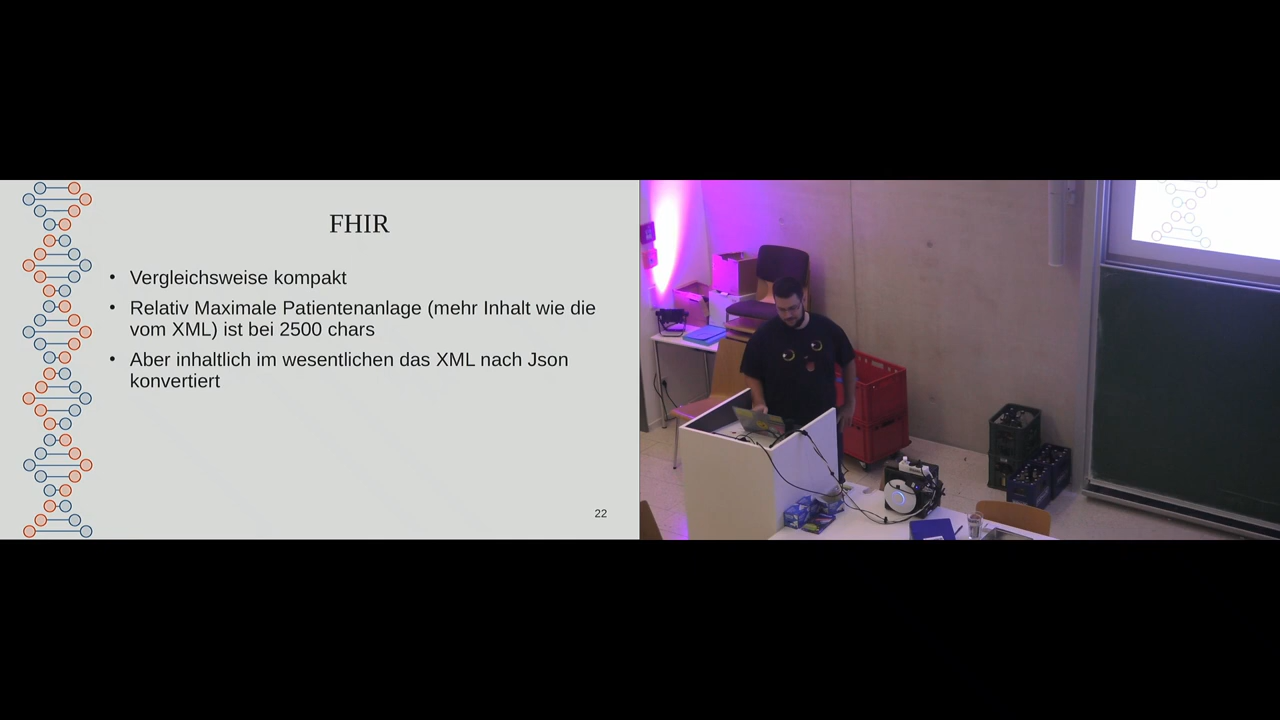 FHIR
• Vergleichsweise kompakt
• Relativ Maximale Patientenanlage (mehr Inhalt wie die
vom XML) ist bei 2500 chars
• Aber inhaltlich im wesentlichen das XML nach Json
konvertiert
22